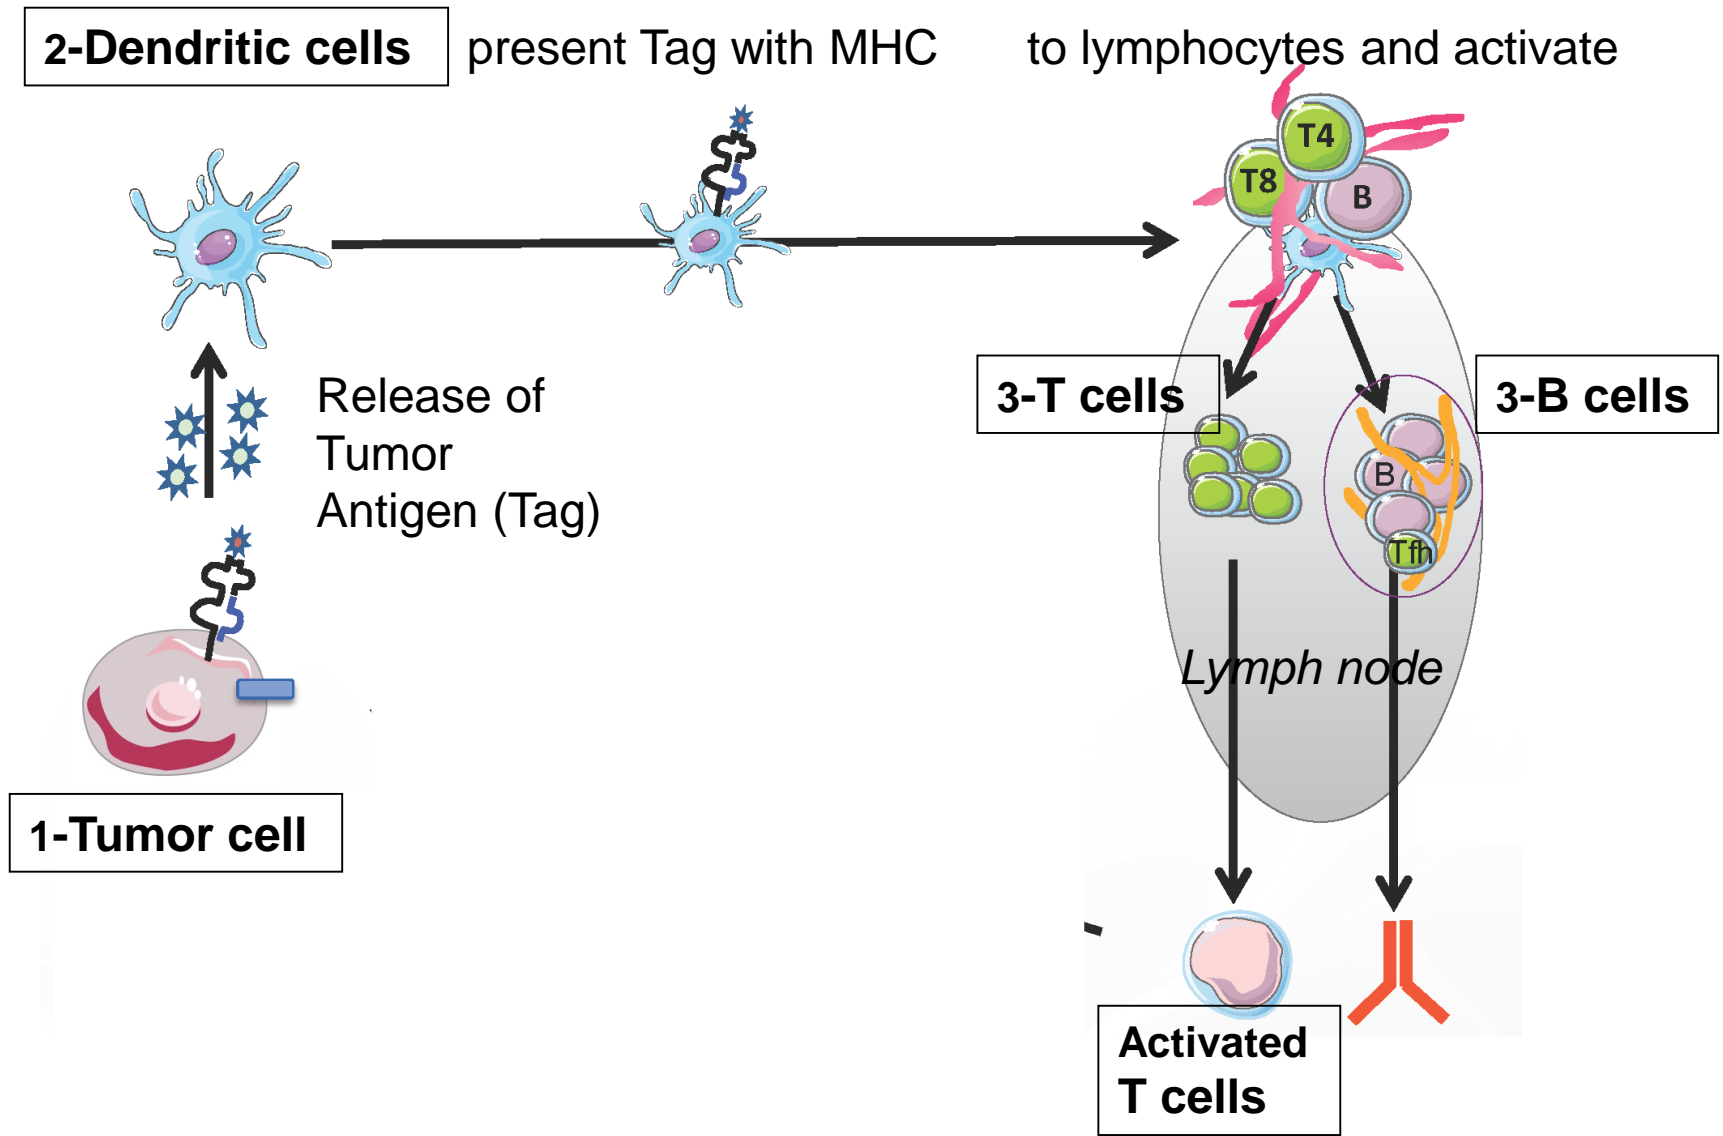 2-Dendritic cells present Tag with MHC to lymphocytes and activate
T4
T8
B
Release of
Tumor
Antigen (Tag)
3-T cells
3-B cells
B
Tfh
Lymph node
1-Tumor cell
Activated
T cells